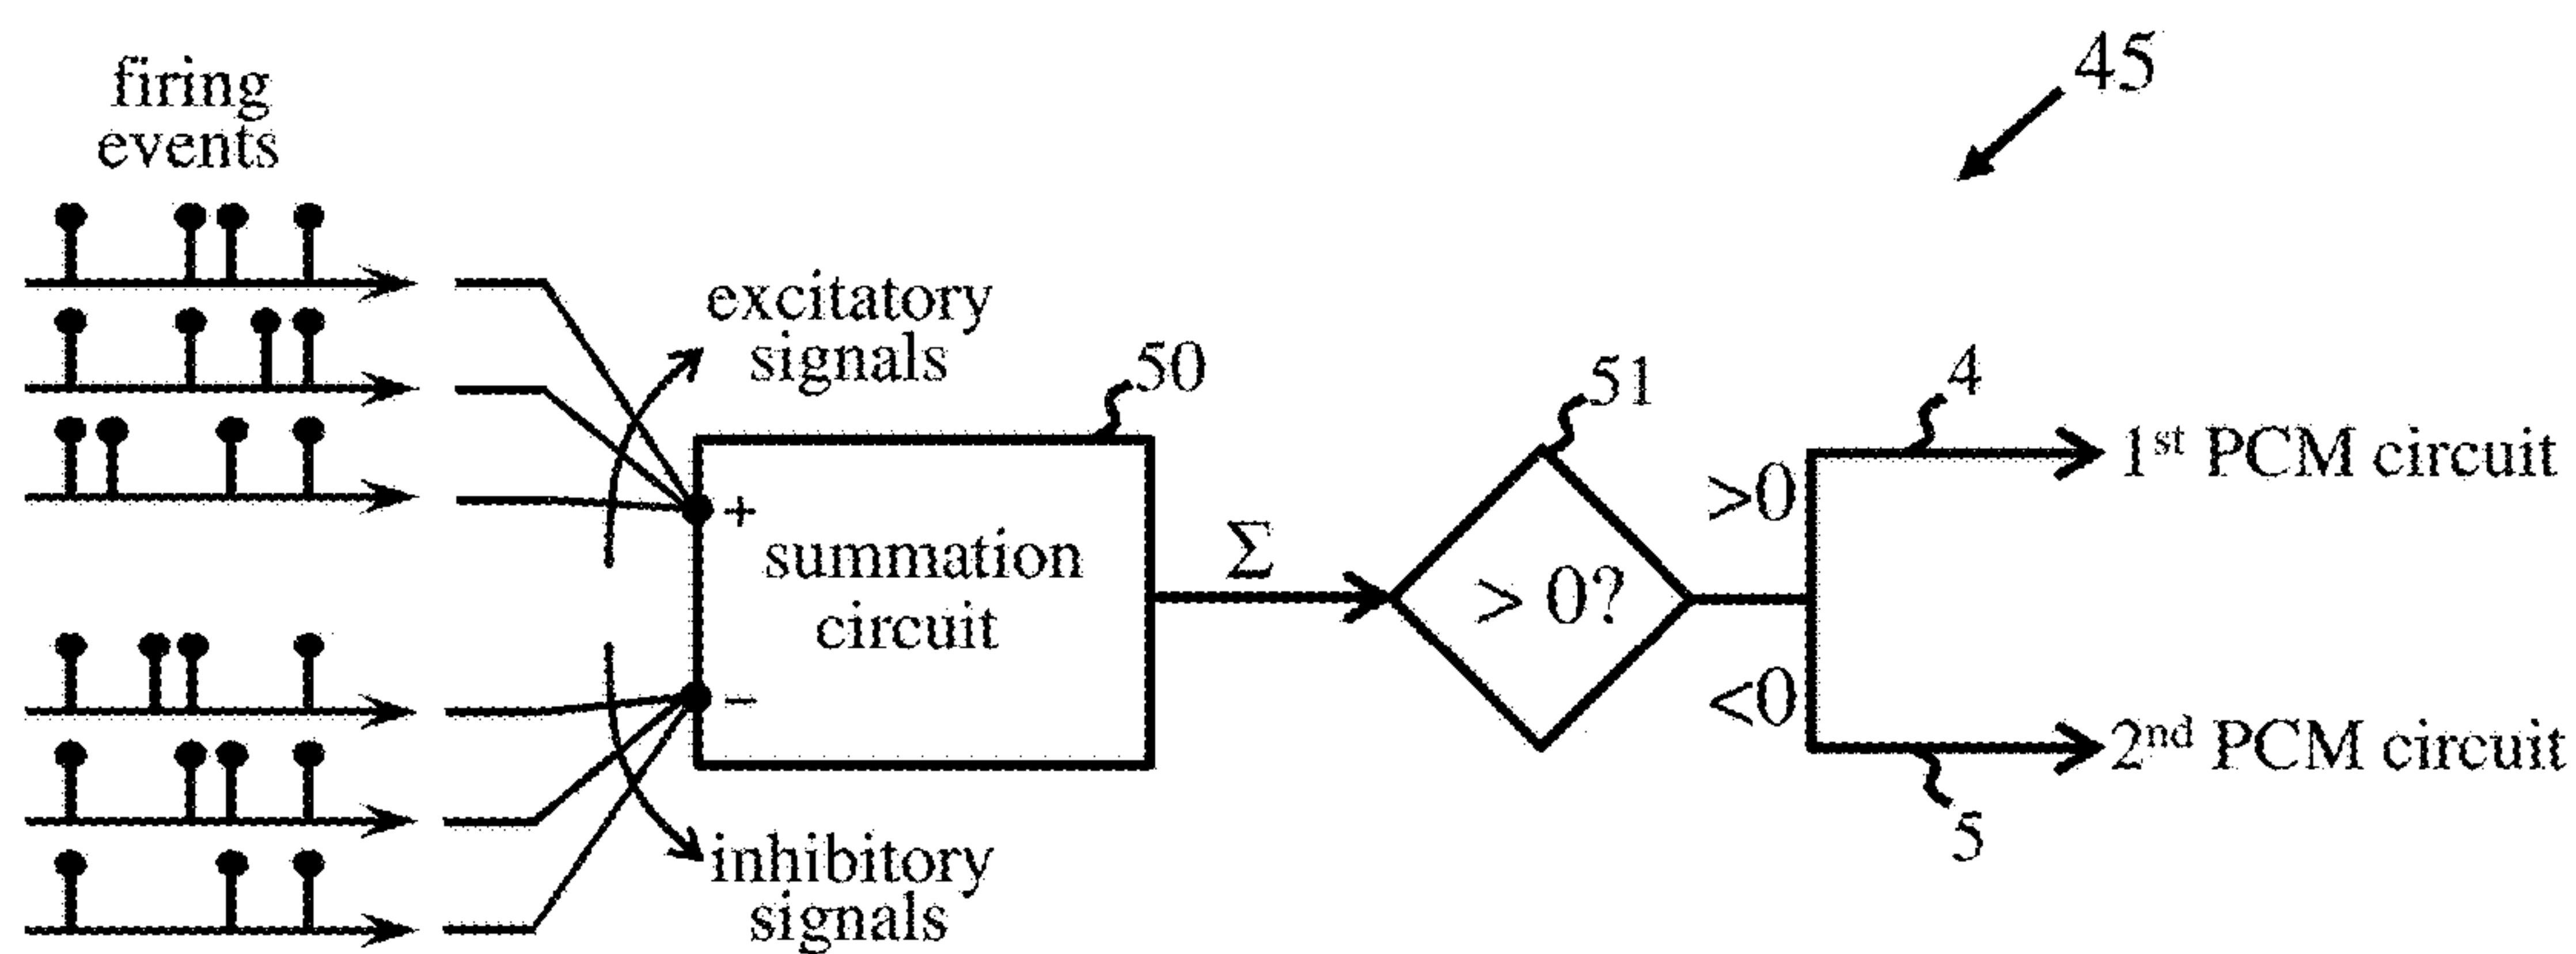 45
firing
events
excitatory
signals
50
51
4
1st PCM circuit
>0
+
summation
circuit
Σ
> 0?
<0
−
2nd PCM circuit
5
inhibitory
signals